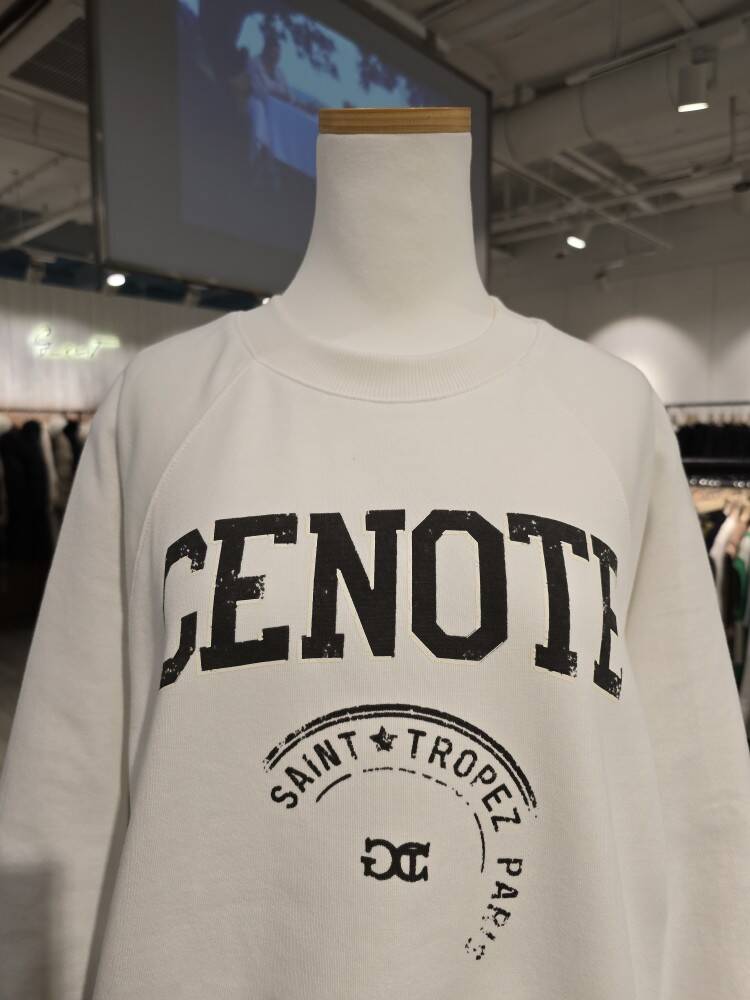 CENOTE
SAINT ★ TROPEZ PARIS